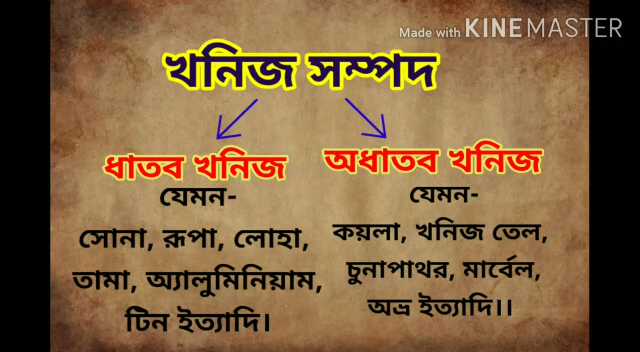 Made with KINEMASTER
খনিজ সম্পদ
ধাতব খনিজ
যেমন-
সোনা, রূপা, লোহা,
তামা, অ্যালুমিনিয়াম,
টিন ইত্যাদি।
অধাতব খনিজ
যেমন-
কয়লা, খনিজ তেল,
চুনাপাথর, মার্বেল,
অভ্র ইত্যাদি।।